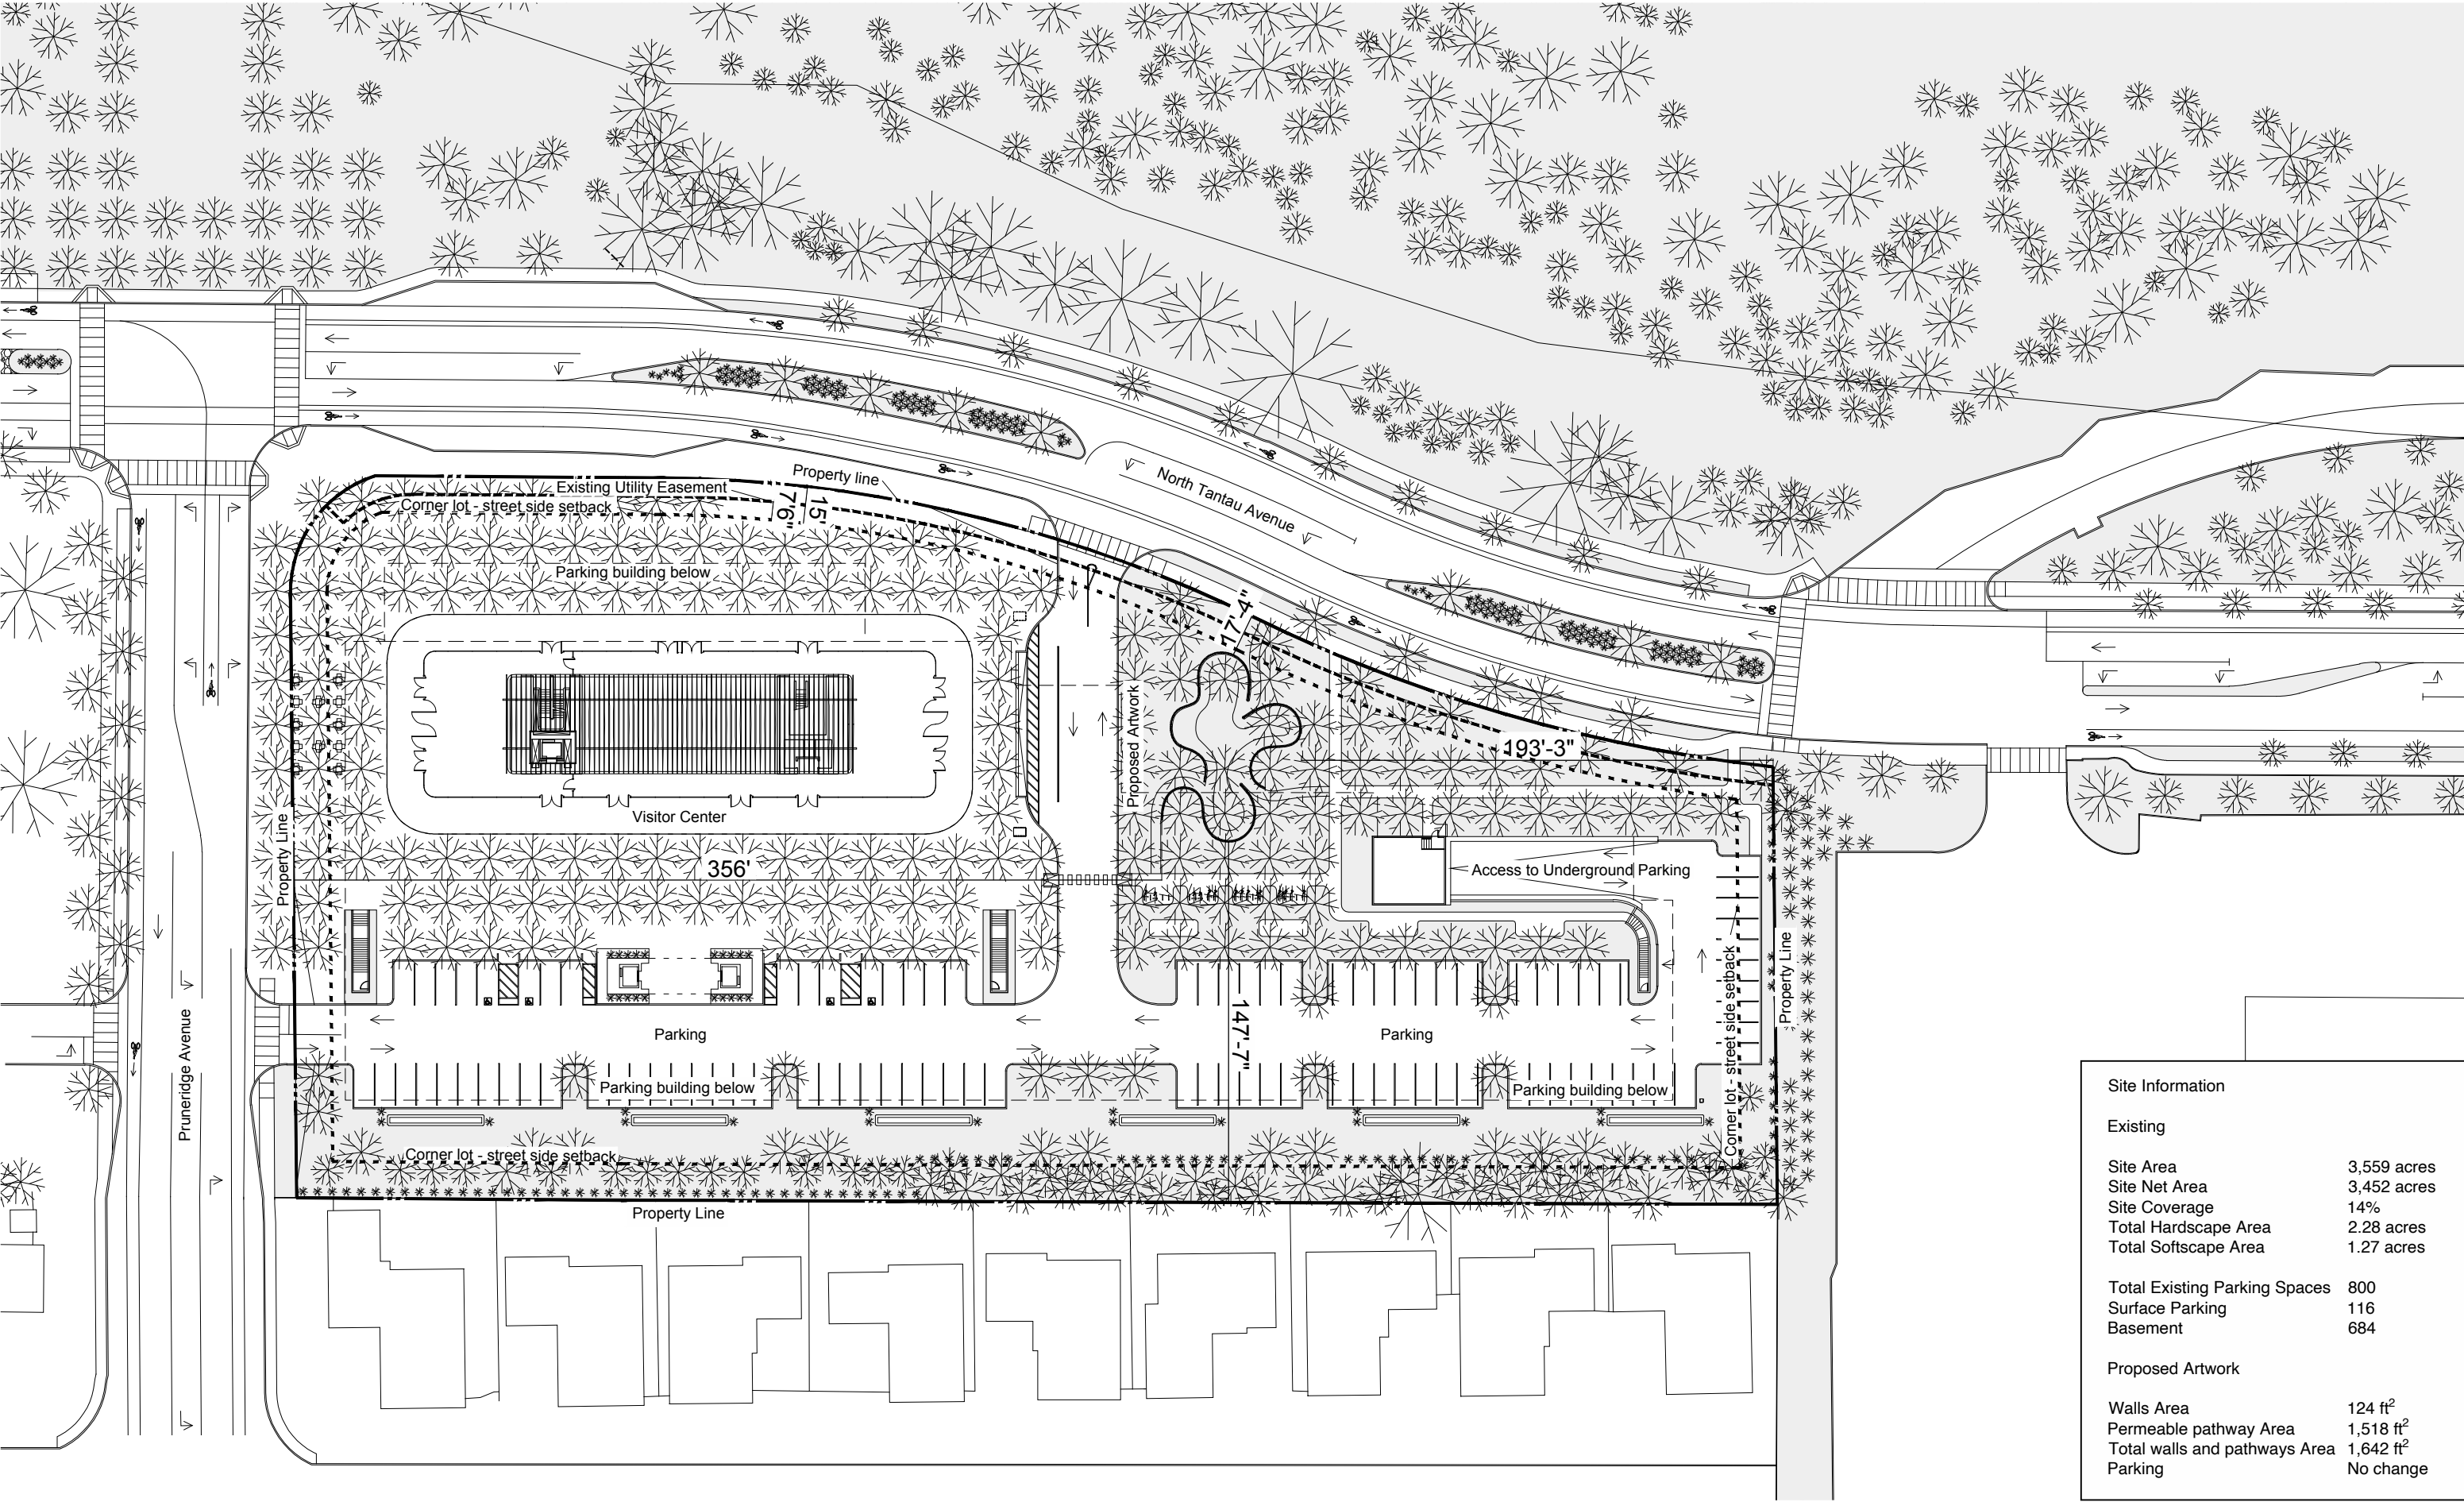 Property line
Existing Utility Easement
Corner lot - street side setback
7'6"
15'
North Tantau Avenue
Parking building below
17'-4"
Proposed Artwork
193'-3"
Visitor Center
Property Line
356'
Access to Underground Parking
Property Line
Corner lot - street side setback
147'-7"
Parking
Parking
Pruneridge Avenue
Parking building below
Parking building below
Corner lot - street side setback
Property Line
Site Information
Existing
Site Area 3,559 acres
Site Net Area 3,452 acres
Site Coverage 14%
Total Hardscape Area 2.28 acres
Total Softscape Area 1.27 acres
Total Existing Parking Spaces 800
Surface Parking 116
Basement 684
Proposed Artwork
Walls Area 124 ft²
Permeable pathway Area 1,518 ft²
Total walls and pathways Area 1,642 ft²
Parking No change